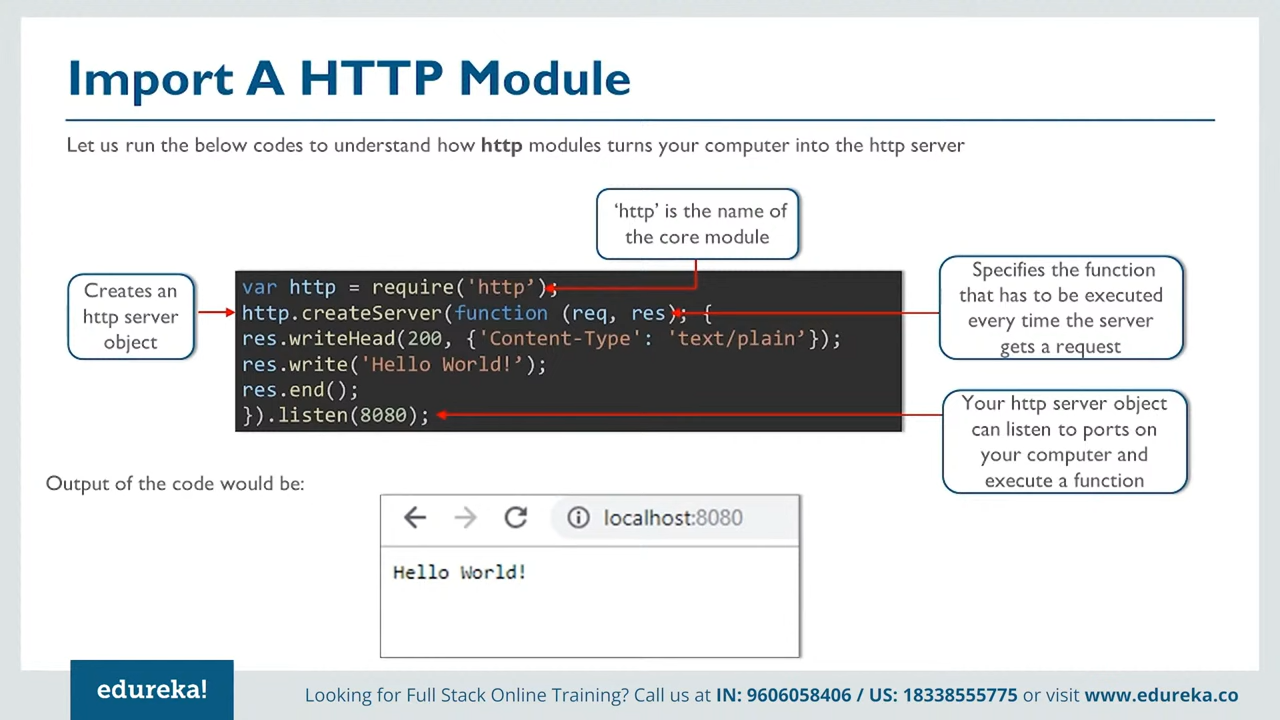 Import A HTTP Module
Let us run the below codes to understand how http modules turns your computer into the http server
‘http’ is the name of
the core module
Creates an
http server
object
var http = require('http’);
http.createServer(function (req, res); {
res.writeHead(200, {'Content-Type': 'text/plain’});
res.write('Hello World!’);
res.end();
}).listen(8080);
Specifies the function
that has to be executed
every time the server
gets a request
Your http server object
can listen to ports on
your computer and
execute a function
Output of the code would be:
localhost:8080
Hello World!
edureka!
Looking for Full Stack Online Training? Call us at IN: 9606058406 / US: 18338555775 or visit www.edureka.co